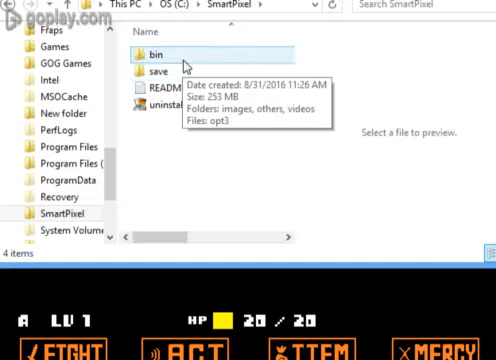 goplay.com
This PC ▸ OS (C:) ▸ SmartPixel ▸
Search SmartPixel
Name
Fraps
Games
GOG Games
Intel
MSOCache
New folder
PerfLogs
Program Files
Program Files (
ProgramData
Recovery
SmartPixel
System Volume
bin
save
READM
uninstal
Date created: 8/31/2016 11:26 AM
Size: 253 MB
Folders: images, others, videos
Files: opt3
Select a file to preview.
4 items
A LV 1 HP 20 / 20
FIGHT ACT ITEM MERCY